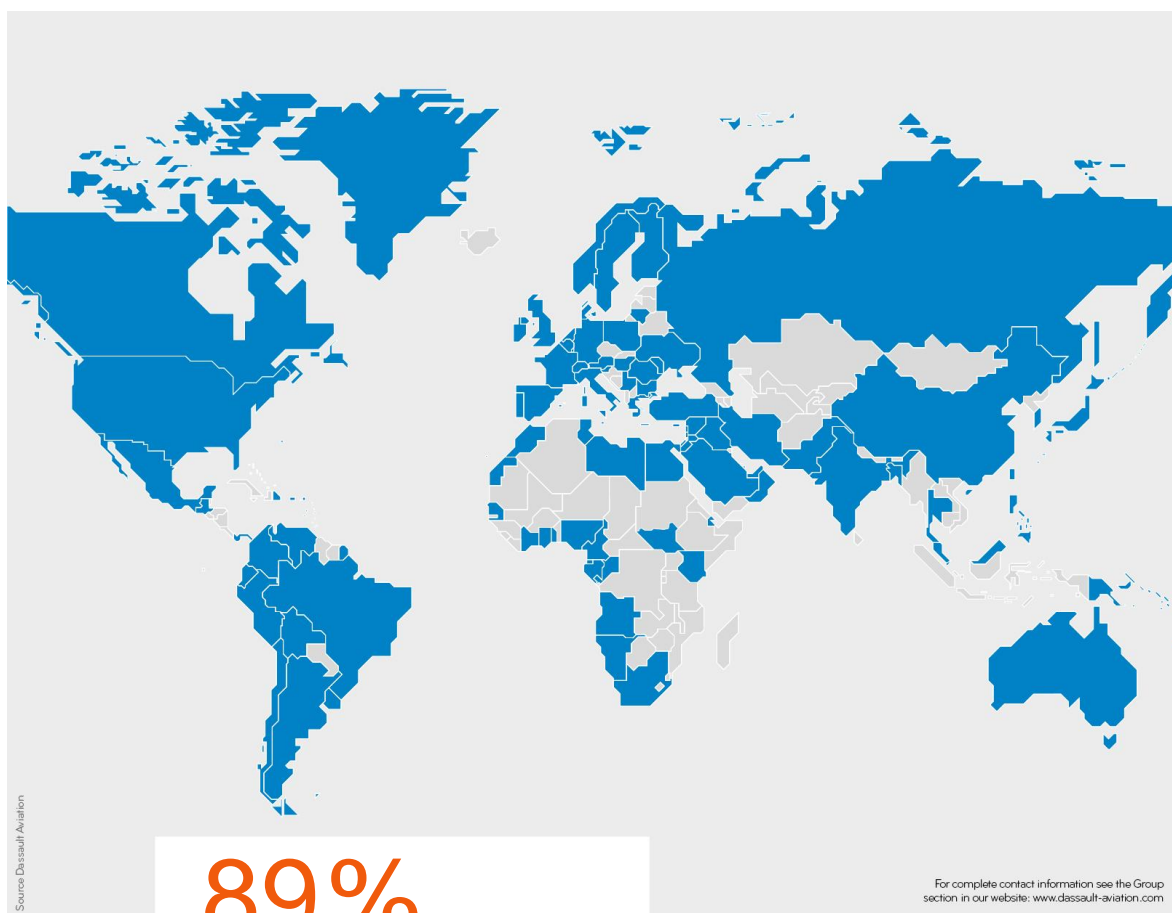 Source Dassault Aviation
89%
For complete contact information see the Group
section in our website: www.dassault-aviation.com